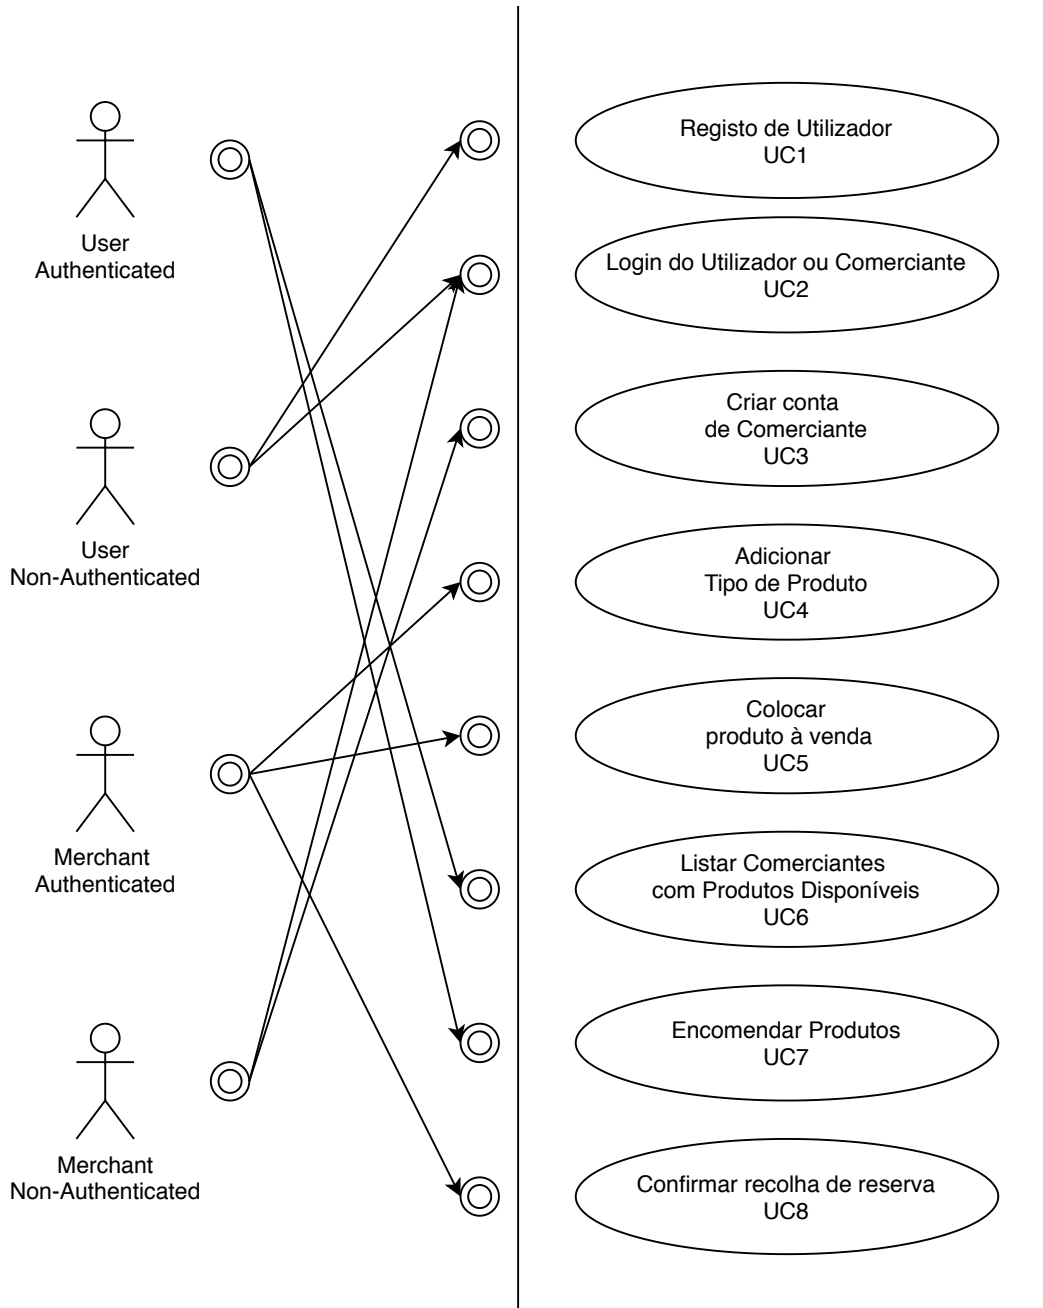 User
Authenticated
User
Non-Authenticated
Merchant
Authenticated
Merchant
Non-Authenticated
Registo de Utilizador
UC1
Login do Utilizador ou Comerciante
UC2
Criar conta
de Comerciante
UC3
Adicionar
Tipo de Produto
UC4
Colocar
produto à venda
UC5
Listar Comerciantes
com Produtos Disponíveis
UC6
Encomendar Produtos
UC7
Confirmar recolha de reserva
UC8